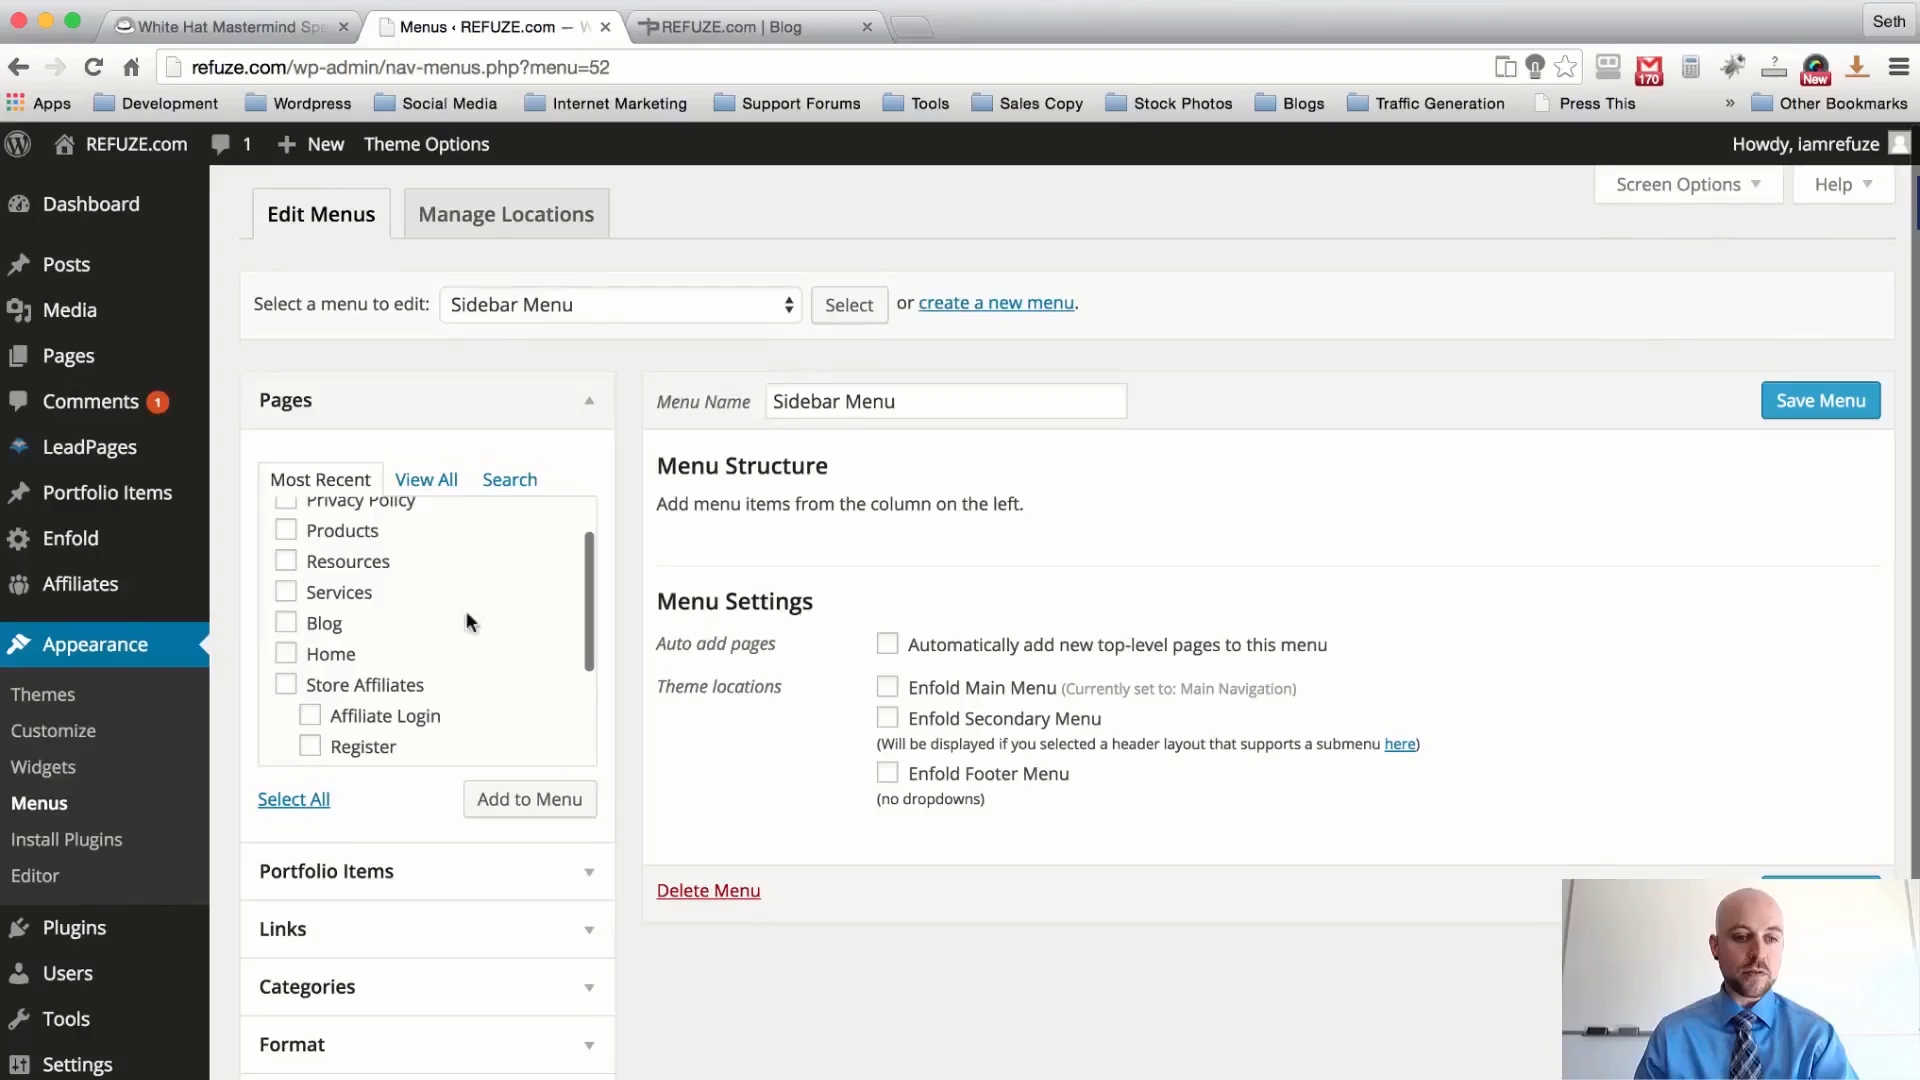 White Hat Mastermind Spe
Menus ‹ REFUZE.com — W
REFUZE.com | Blog
Seth
refuze.com/wp-admin/nav-menus.php?menu=52
170
?
New
Apps
Development
Wordpress
Social Media
Internet Marketing
Support Forums
Tools
Sales Copy
Stock Photos
Blogs
Traffic Generation
Press This
»
Other Bookmarks
REFUZE.com
1
New
Theme Options
Howdy, iamrefuze
Dashboard
Posts
Media
Pages
Comments 1
LeadPages
Portfolio Items
Enfold
Affiliates
Appearance
Themes
Customize
Widgets
Menus
Install Plugins
Editor
Plugins
Users
Tools
Settings
Screen Options
Help
Edit Menus
Manage Locations
Select a menu to edit: Sidebar Menu Select or create a new menu.
Pages
Most Recent
View All
Search
Privacy Policy
Products
Resources
Services
Blog
Home
Store Affiliates
Affiliate Login
Register
Select All
Add to Menu
Portfolio Items
Links
Categories
Format
Menu Name Sidebar Menu
Save Menu
Menu Structure
Add menu items from the column on the left.
Menu Settings
Auto add pages
Automatically add new top-level pages to this menu
Theme locations
Enfold Main Menu (Currently set to: Main Navigation)
Enfold Secondary Menu
(Will be displayed if you selected a header layout that supports a submenu here)
Enfold Footer Menu
(no dropdowns)
Delete Menu